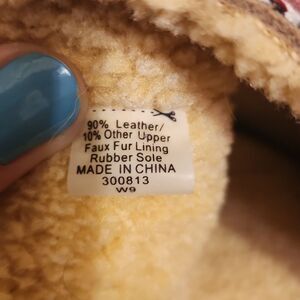 90% Leather/
10% Other Upper
Faux Fur Lining
Rubber Sole
MADE IN CHINA
300813
W9